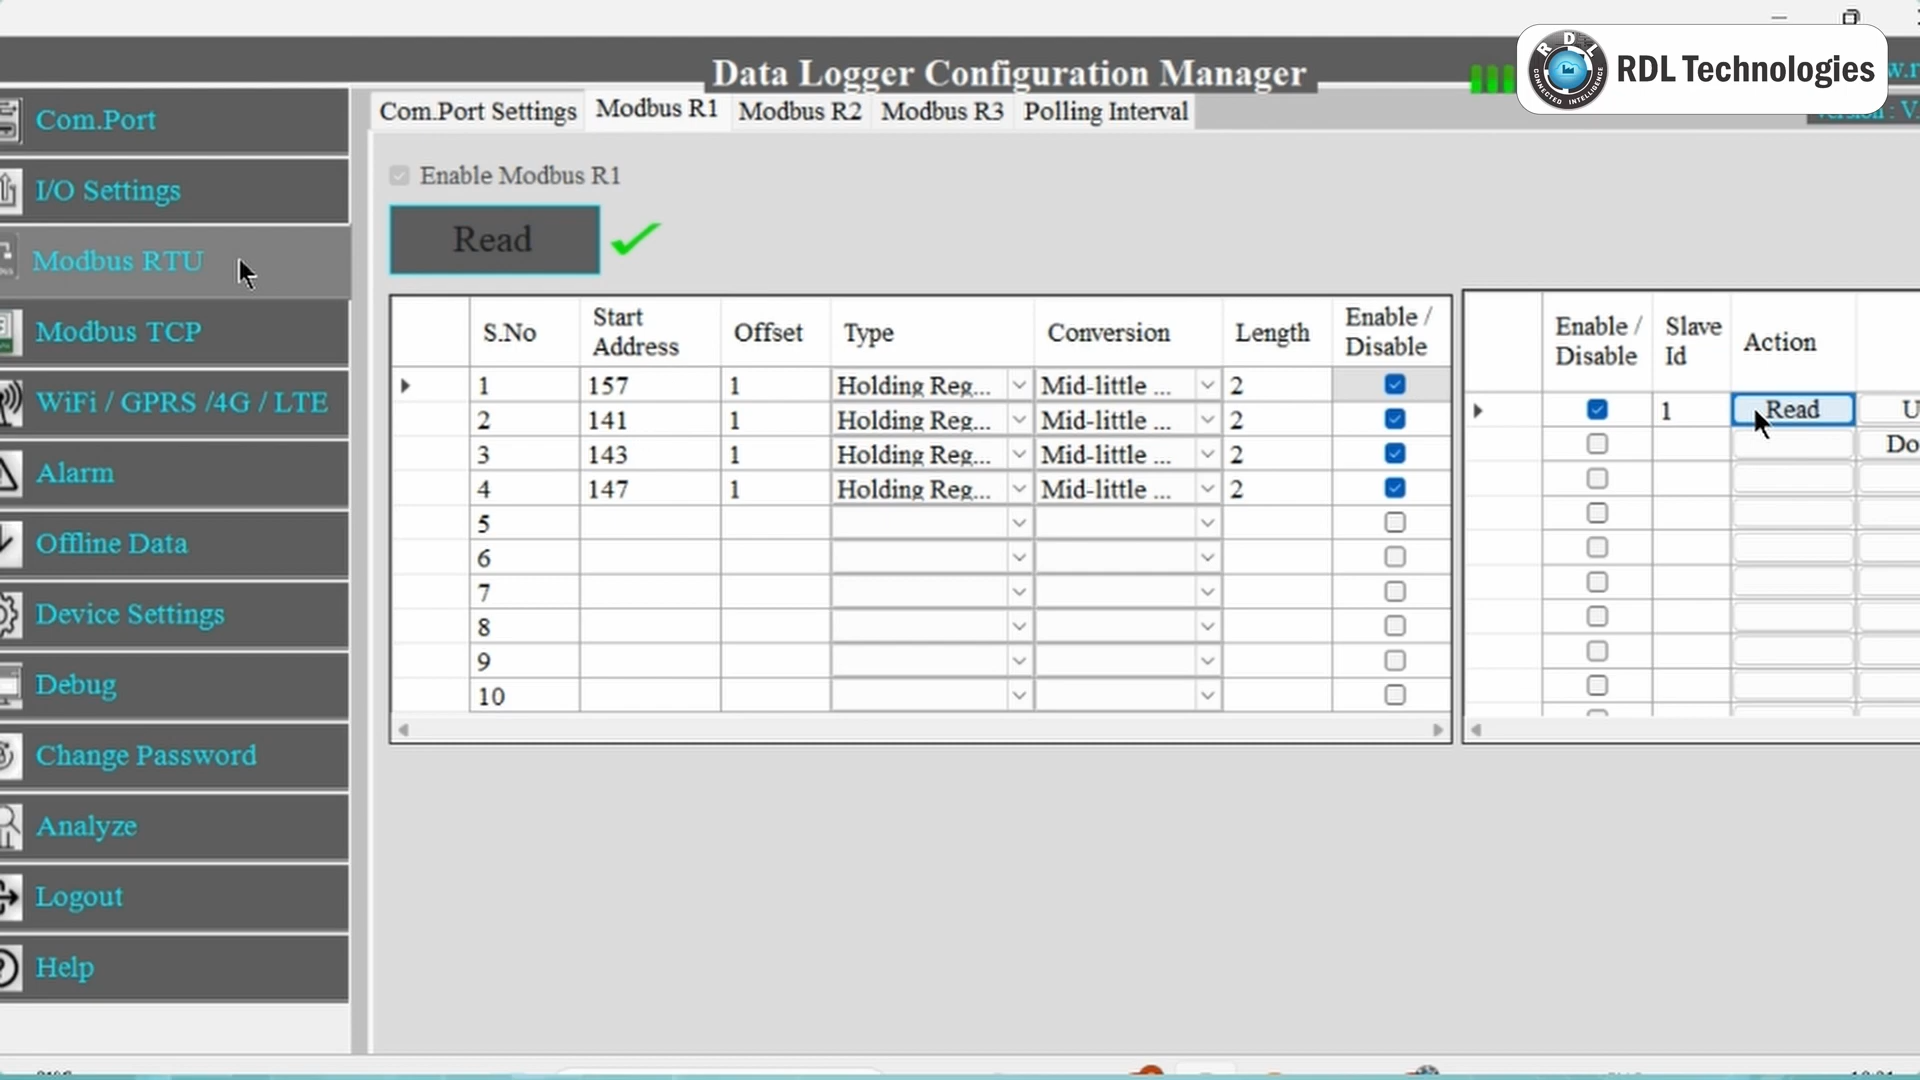 RDL Technologies
R D L
CONNECTED INTELLIGENCE
Data Logger Configuration Manager
Com.Port
I/O Settings
Modbus RTU
Modbus TCP
WiFi / GPRS /4G / LTE
Alarm
Offline Data
Device Settings
Debug
Change Password
Analyze
Logout
Help
Com.Port Settings Modbus R1 Modbus R2 Modbus R3 Polling Interval
Enable Modbus R1
Read
S.No Start Address Offset Type Conversion Length Enable / Disable
1 157 1 Holding Reg... Mid-little ... 2
2 141 1 Holding Reg... Mid-little ... 2
3 143 1 Holding Reg... Mid-little ... 2
4 147 1 Holding Reg... Mid-little ... 2
5
6
7
8
9
10
Enable / Disable Slave Id Action
1 Read U
Do